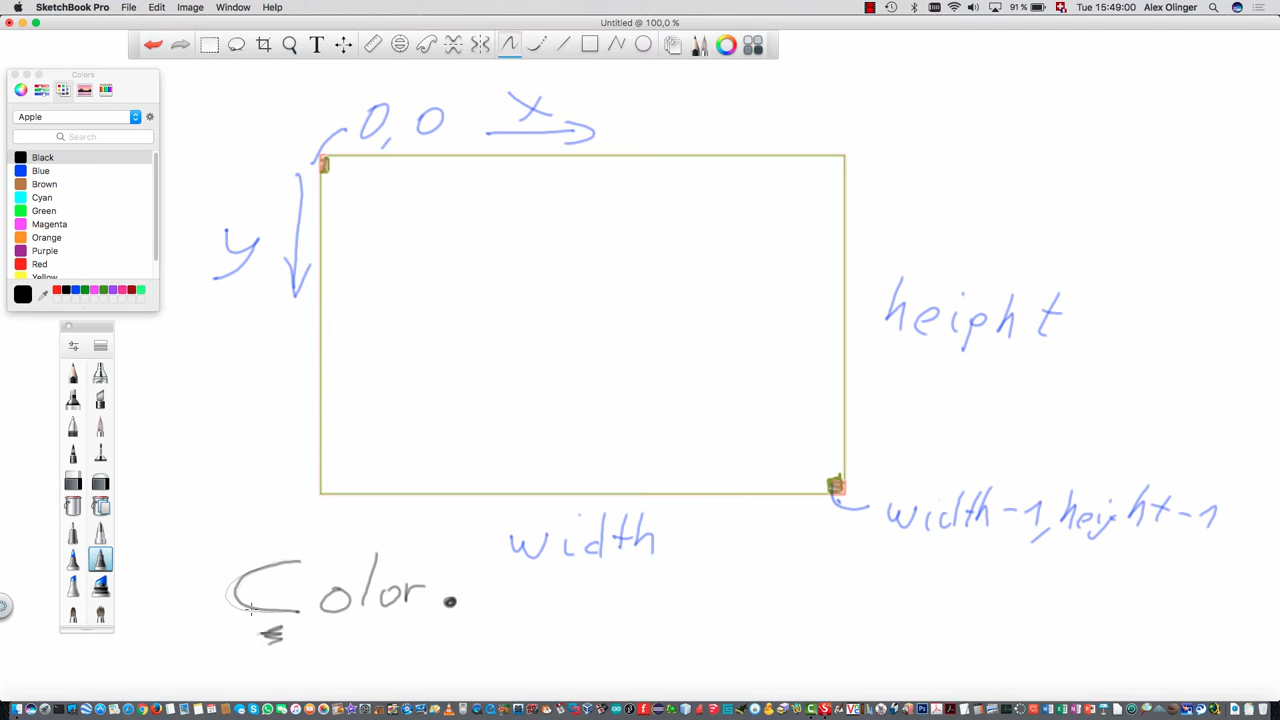 SketchBook Pro File Edit Image View Window Help 91 % Tue 15:49:00 Alex Olinger
Untitled @ 100,0 %
Colors
Apple
Search
Black
Blue
Brown
Cyan
Green
Magenta
Orange
Purple
Red
Yellow
0, 0 x
y
height
width-1, height-1
width
Color.